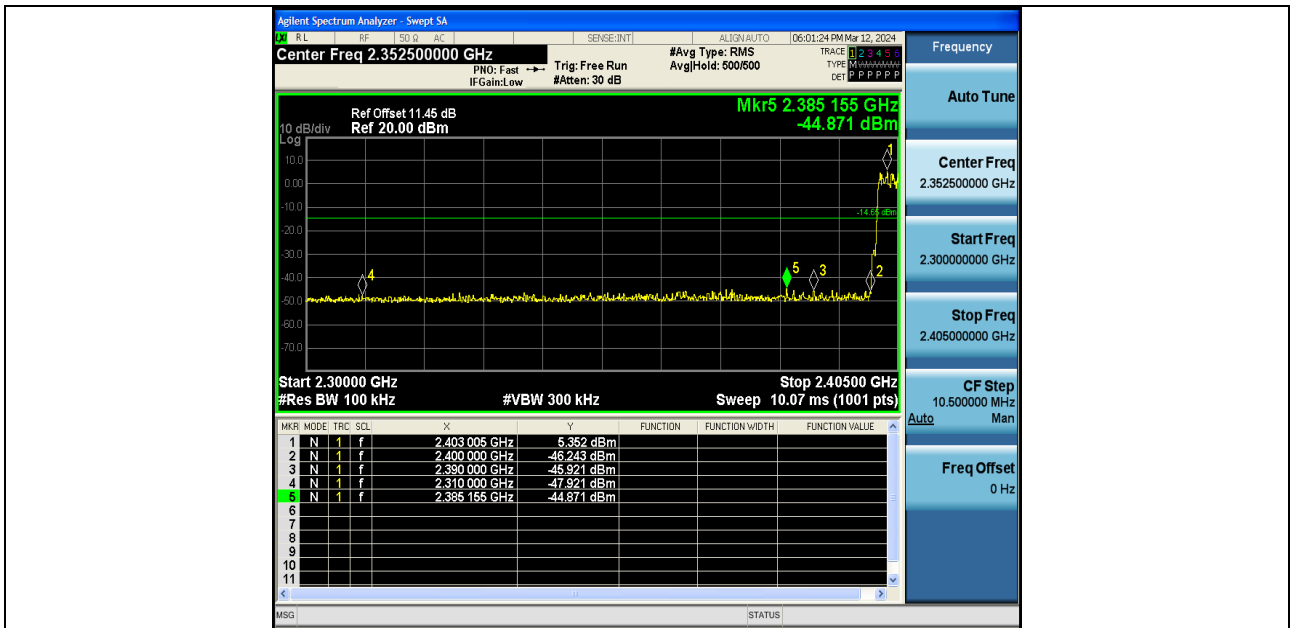 Agilent Spectrum Analyzer - Swept SA
LXI RL RF 50 Ω AC SENSE:INT ALIGN AUTO 06:01:24 PM Mar 12, 2024
Center Freq 2.352500000 GHz
PNO: Fast
IFGain:Low
Trig: Free Run
#Atten: 30 dB
#Avg Type: RMS
Avg|Hold: 500/500
TRACE 1 2 3 4 5 6
TYPE M
DET P P P P P P
Mkr5 2.385 155 GHz
-44.871 dBm
10 dB/div
Log
Ref Offset 11.45 dB
Ref 20.00 dBm
10.0
0.00
-10.0
-20.0
-30.0
-40.0
-50.0
-60.0
-70.0
-14.65 dBm
1
2
3
4
5
Start 2.30000 GHz Stop 2.40500 GHz
#Res BW 100 kHz #VBW 300 kHz Sweep 10.07 ms (1001 pts)
MKR MODE TRC SCL X Y FUNCTION FUNCTION WIDTH FUNCTION VALUE
1 N 1 f 2.403 005 GHz 5.352 dBm
2 N 1 f 2.400 000 GHz -46.243 dBm
3 N 1 f 2.390 000 GHz -45.921 dBm
4 N 1 f 2.310 000 GHz -47.921 dBm
5 N 1 f 2.385 155 GHz -44.871 dBm
6
7
8
9
10
11
MSG STATUS
Frequency
Auto Tune
Center Freq
2.352500000 GHz
Start Freq
2.300000000 GHz
Stop Freq
2.405000000 GHz
CF Step
10.500000 MHz
Auto Man
Freq Offset
0 Hz